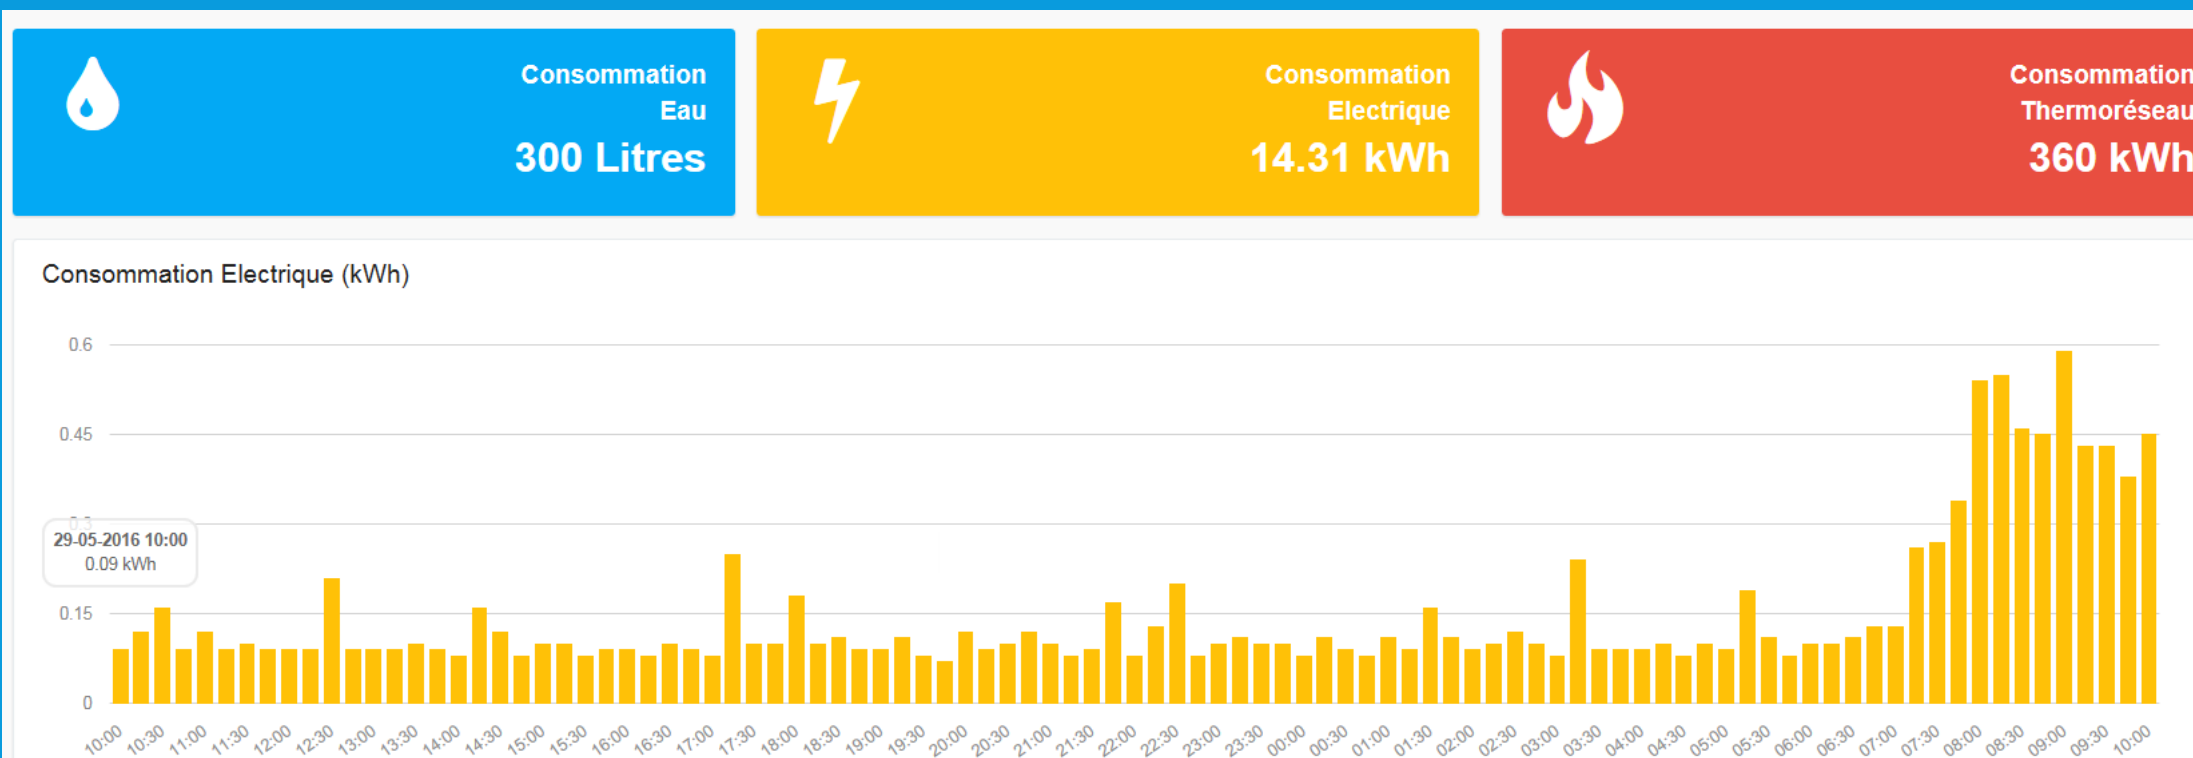 Consommation
Eau
300 Litres
Consommation
Electrique
14.31 kWh
Consommation
Thermoréseau
360 kWh
Consommation Electrique (kWh)
0.6
0.45
0.3
29-05-2016 10:00
0.09 kWh
0.15
0
10:00 10:30 11:00 11:30 12:00 12:30 13:00 13:30 14:00 14:30 15:00 15:30 16:00 16:30 17:00 17:30 18:00 18:30 19:00 19:30 20:00 20:30 21:00 21:30 22:00 22:30 23:00 23:30 00:00 00:30 01:00 01:30 02:00 02:30 03:00 03:30 04:00 04:30 05:00 05:30 06:00 06:30 07:00 07:30 08:00 08:30 09:00 09:30 10:00